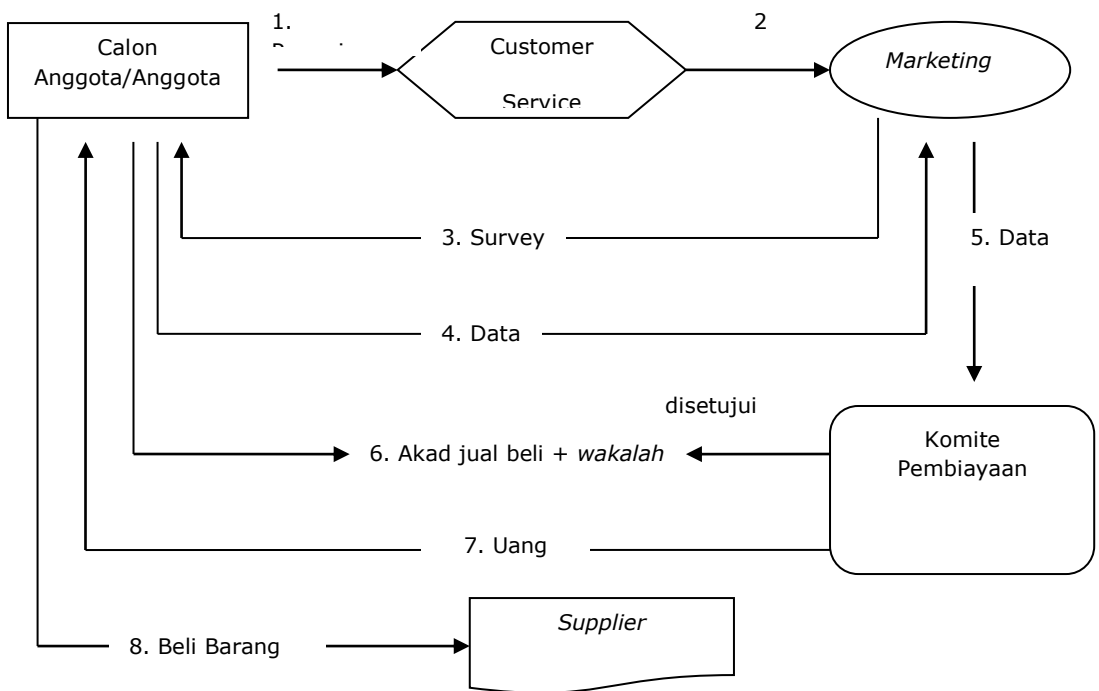 1.
2
Calon
Anggota/Anggota
Customer
Service
Marketing
3. Survey
5. Data
4. Data
disetujui
6. Akad jual beli + wakalah
Komite
Pembiayaan
7. Uang
Supplier
8. Beli Barang